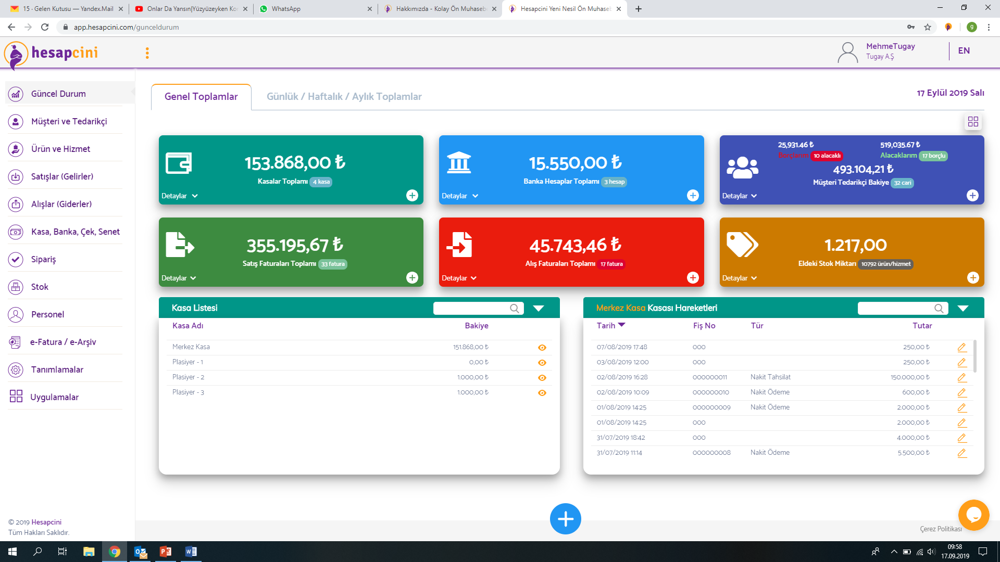 15 · Gelen Kutusu — Yandex.Mail
Onlar Da Yansın|Yüzyüzeyken Kon
WhatsApp
Hakkımızda - Kolay Ön Muhaseb
Hesapcini Yeni Nesil Ön Muhaseb
app.hesapcini.com/gunceldurum
g
hesapcini
MehmeTugay
Tugay A.Ş
EN
Güncel Durum
Müşteri ve Tedarikçi
Ürün ve Hizmet
Satışlar (Gelirler)
Alışlar (Giderler)
Kasa, Banka, Çek, Senet
Sipariş
Stok
Personel
e-Fatura / e-Arşiv
Tanımlamalar
Uygulamalar
© 2019 Hesapcini
Tüm Hakları Saklıdır.
Genel Toplamlar
Günlük / Haftalık / Aylık Toplamlar
17 Eylül 2019 Salı
153.868,00 ₺
Kasalar Toplamı 4 kasa
Detaylar
15.550,00 ₺
Banka Hesaplar Toplamı 3 hesap
Detaylar
25,931.46 ₺ 519,035.67 ₺
Borçlarım 10 alacaklı Alacaklarım 17 borçlu
493.104,21 ₺
Müşteri Tedarikçi Bakiye 32 cari
Detaylar
355.195,67 ₺
Satış Faturaları Toplamı 33 fatura
Detaylar
45.743,46 ₺
Alış Faturaları Toplamı 17 fatura
Detaylar
1.217,00
Eldeki Stok Miktarı 10792 ürün/hizmet
Detaylar
Kasa Listesi
Kasa Adı Bakiye
Merkez Kasa 151.868,00 ₺
Plasiyer - 1 0,00 ₺
Plasiyer - 2 1.000,00 ₺
Plasiyer - 3 1.000,00 ₺
Merkez Kasa Kasası Hareketleri
Tarih Fiş No Tür Tutar
07/08/2019 17:48 000 250,00 ₺
03/08/2019 12:00 000 250,00 ₺
02/08/2019 16:28 000000011 Nakit Tahsilat 150.000,00 ₺
02/08/2019 10:09 000000010 Nakit Ödeme 600,00 ₺
01/08/2019 14:25 000000009 Nakit Ödeme 2.000,00 ₺
01/08/2019 14:25 000 2.000,00 ₺
31/07/2019 18:42 000 4.000,00 ₺
31/07/2019 11:14 000000008 Nakit Ödeme 5.500,00 ₺
Çerez Politikası
09:58
17.09.2019